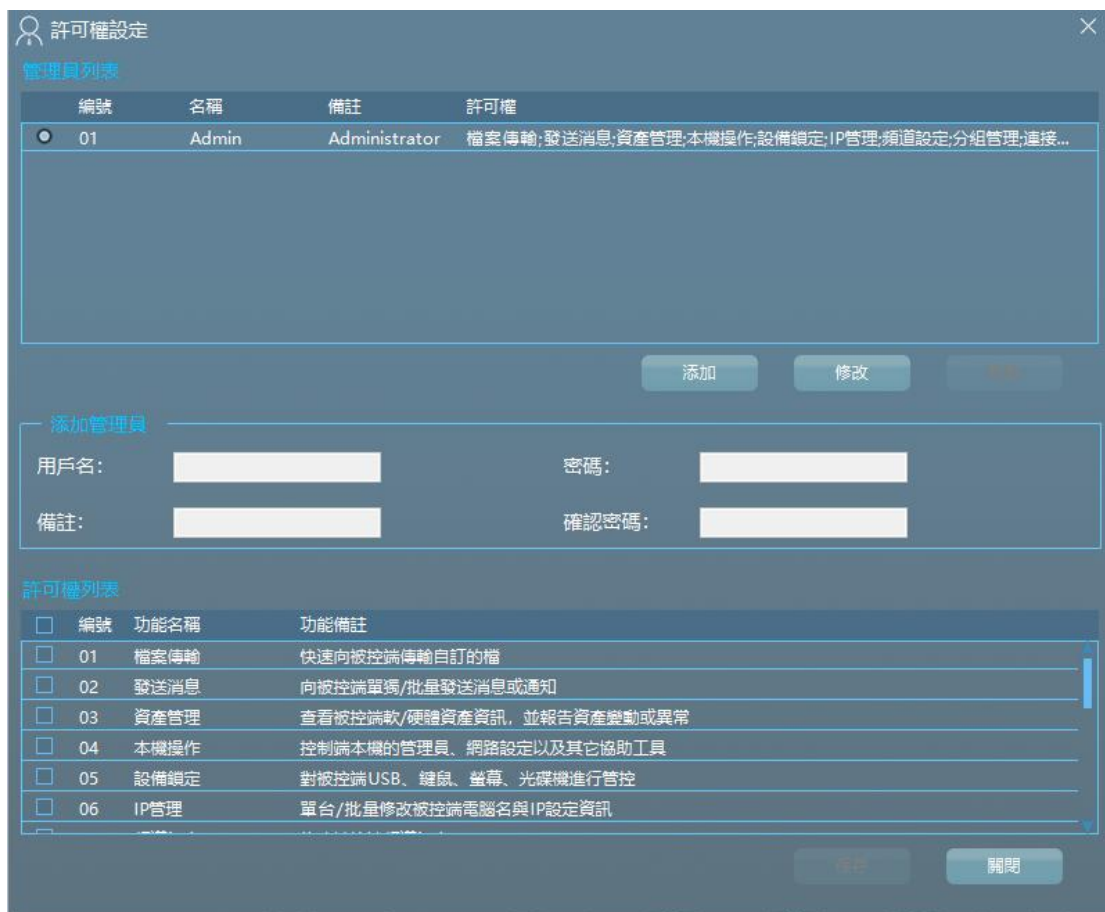 許可權設定
管理員列表
編號 名稱 備註 許可權
01 Admin Administrator 檔案傳輸;發送消息;資產管理;本機操作;設備鎖定;IP管理;頻道設定;分組管理;連接...
添加 修改
添加管理員
用戶名： 密碼：
備註： 確認密碼：
許可權列表
編號 功能名稱 功能備註
01 檔案傳輸 快速向被控端傳輸自訂的檔
02 發送消息 向被控端單獨/批量發送消息或通知
03 資產管理 查看被控端軟/硬體資產資訊，並報告資產變動或異常
04 本機操作 控制端本機的管理員、網路設定以及其它協助工具
05 設備鎖定 對被控端USB、鍵鼠、螢幕、光碟機進行管控
06 IP管理 單台/批量修改被控端電腦名與IP設定資訊
關閉